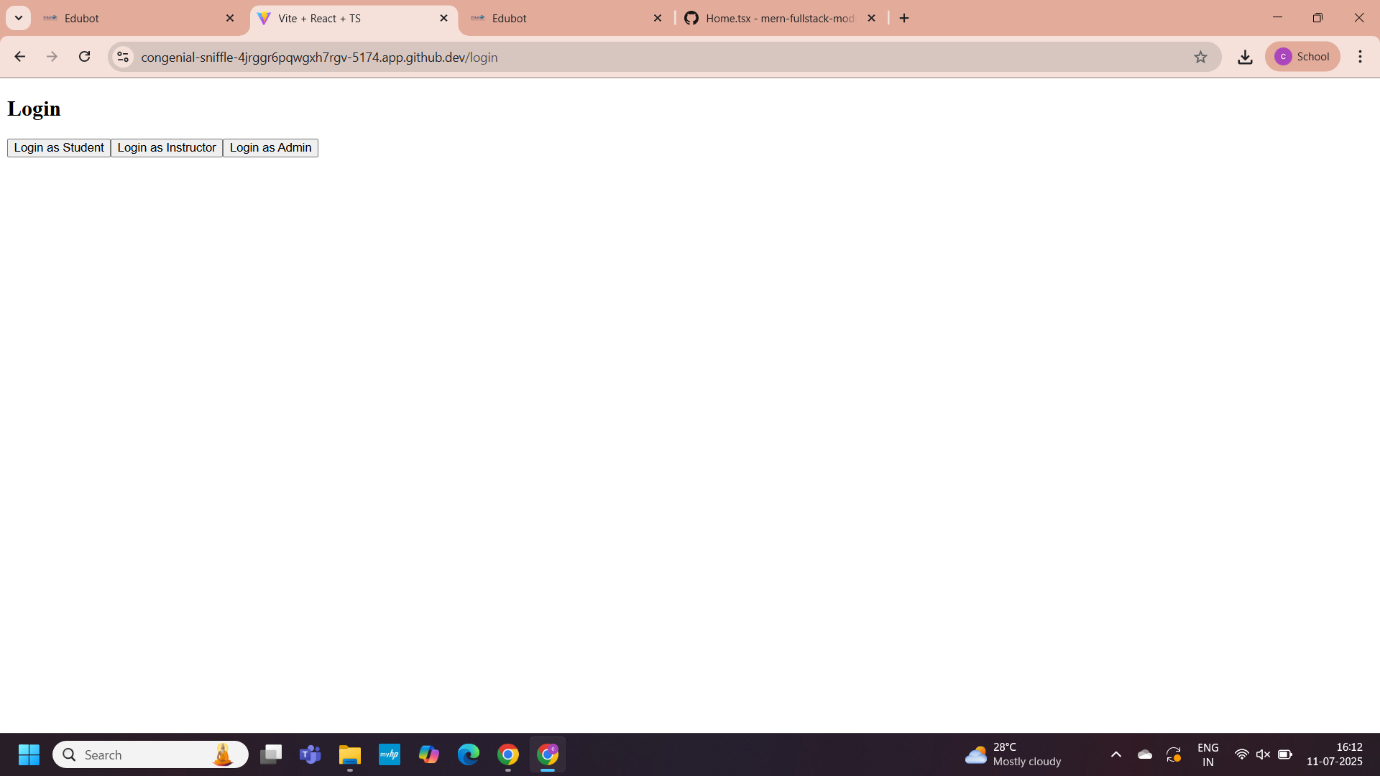 Edubot
Vite + React + TS
Edubot
Home.tsx - mern-fullstack-mod
congenial-sniffle-4jrggr6pqwgxh7rgv-5174.app.github.dev/login
C School
Login
Login as Student Login as Instructor Login as Admin
Search
myhp
28°C
Mostly cloudy
ENG
IN
16:12
11-07-2025